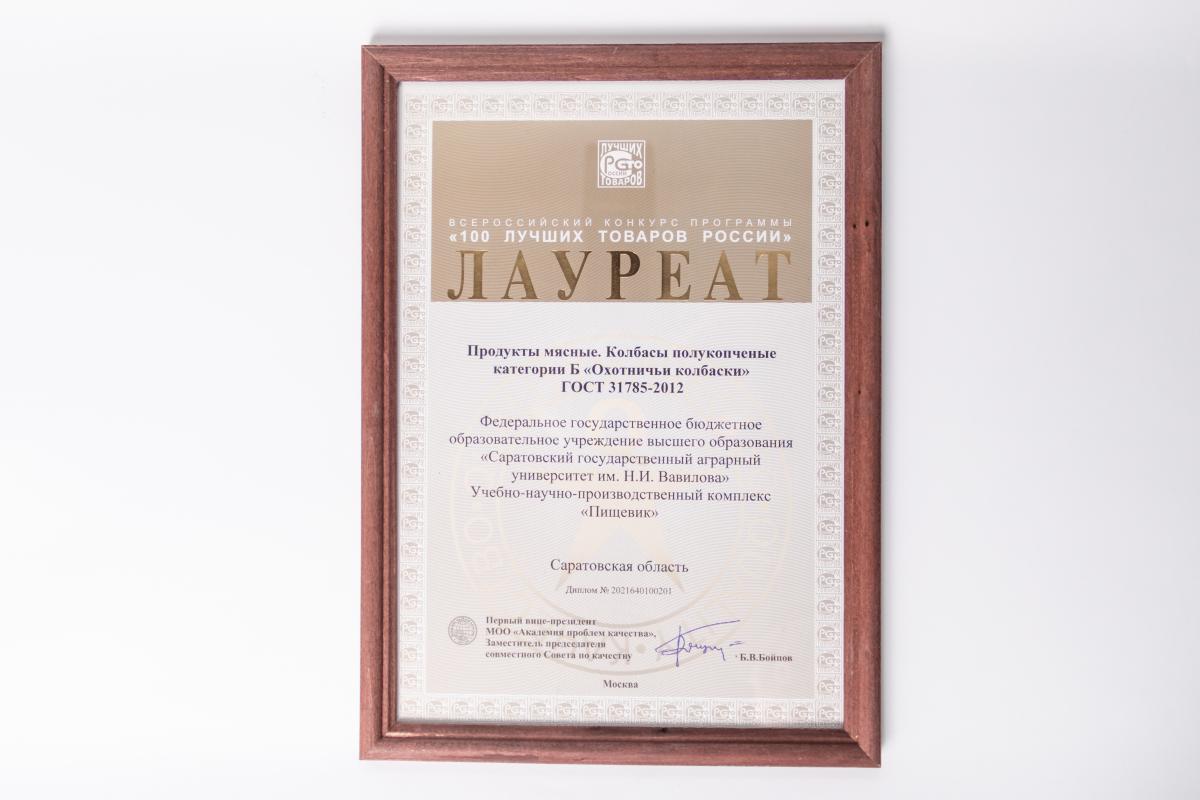 ЛУЧШИХ
РGТО
РОССИИ
ТОВАРОВ
ВСЕРОССИЙСКИЙ КОНКУРС ПРОГРАММЫ
«100 ЛУЧШИХ ТОВАРОВ РОССИИ»
ЛАУРЕАТ
Продукты мясные. Колбасы полукопченые
категории Б «Охотничьи колбаски»
ГОСТ 31785-2012
Федеральное государственное бюджетное
образовательное учреждение высшего образования
«Саратовский государственный аграрный
университет им. Н.И. Вавилова»
Учебно-научно-производственный комплекс
«Пищевик»
Саратовская область
Диплом № 2021640100201
Первый вице-президент
МОО «Академия проблем качества»,
Заместитель председателя
совместного Совета по качеству
Б.В.Бойцов
Москва